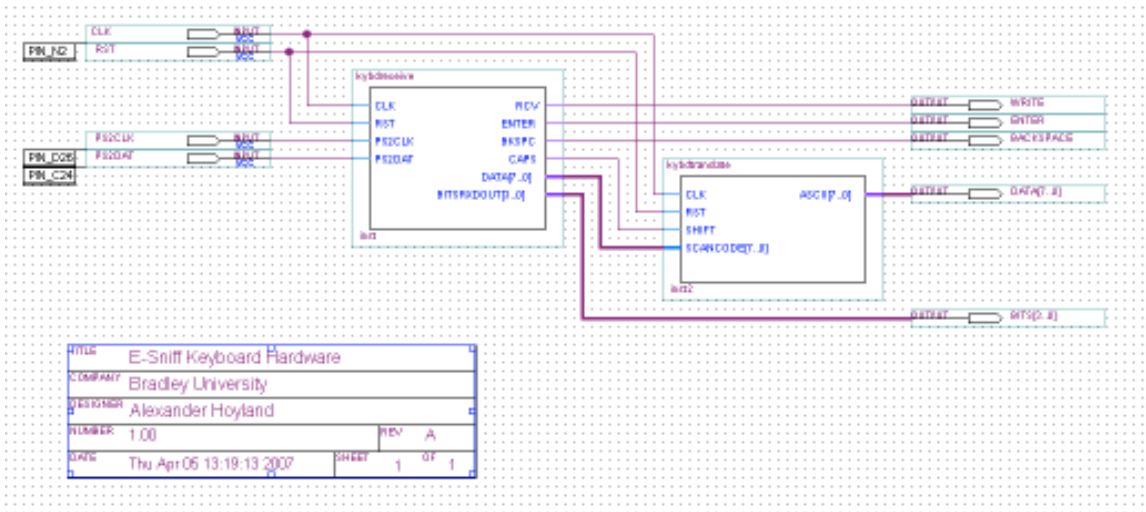 CLK INPUT VCC
PIN_N2 RST INPUT VCC
kybdreceive
CLK RCV OUTPUT WRITE
RST ENTER OUTPUT ENTER
PS2CLK INPUT VCC PS2CLK BKSPC OUTPUT BACKSPACE
PIN_D26 PS2DAT INPUT VCC PS2DAT CAPS
PIN_C24
DATA[7..0]
BITSRXDOUT[3..0]
inst1
kybdtranslate
CLK ASCII[7..0] OUTPUT DATA[7..0]
RST
SHIFT
SCANCODE[7..0]
inst2
OUTPUT
TITLE E-Sniff Keyboard Hardware
COMPANY Bradley University
DESIGNER Alexander Hoyland
NUMBER 1.00 REV A
DATE Thu Apr 05 13:19:13 2007 SHEET 1 OF 1